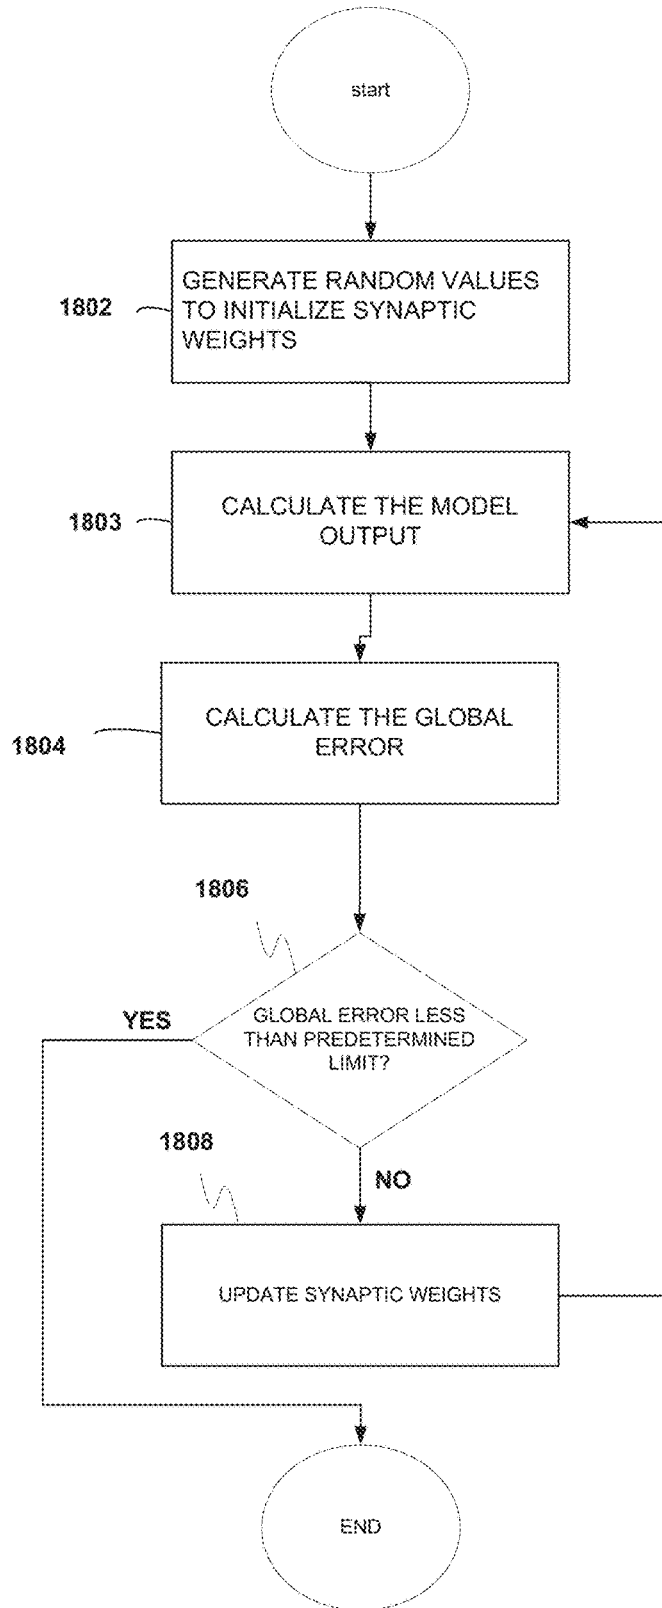 start
1802
GENERATE RANDOM VALUES
TO INITIALIZE SYNAPTIC
WEIGHTS
1803
CALCULATE THE MODEL
OUTPUT
1804
CALCULATE THE GLOBAL
ERROR
1806
YES
GLOBAL ERROR LESS
THAN PREDETERMINED
LIMIT?
1808
NO
UPDATE SYNAPTIC WEIGHTS
END